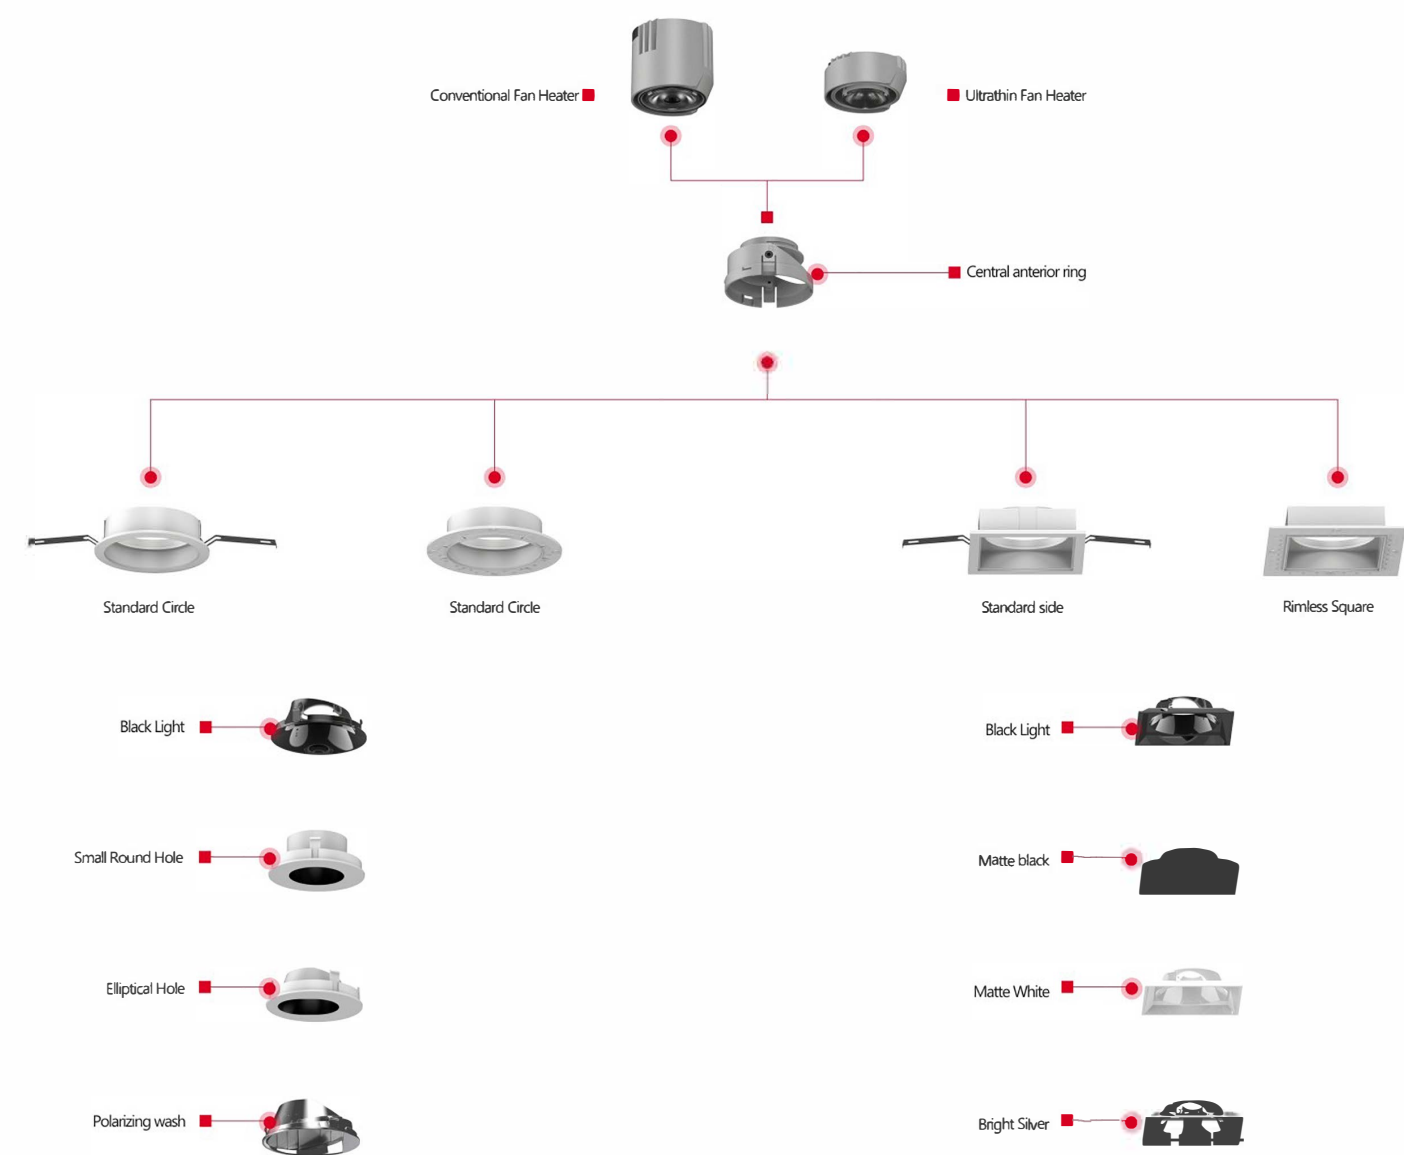 Conventional Fan Heater
Ultrathin Fan Heater
Central anterior ring
Standard Circle
Standard Circle
Standard side
Rimless Square
Black Light
Black Light
Small Round Hole
Matte black
Elliptical Hole
Matte White
Polarizing wash
Bright Silver